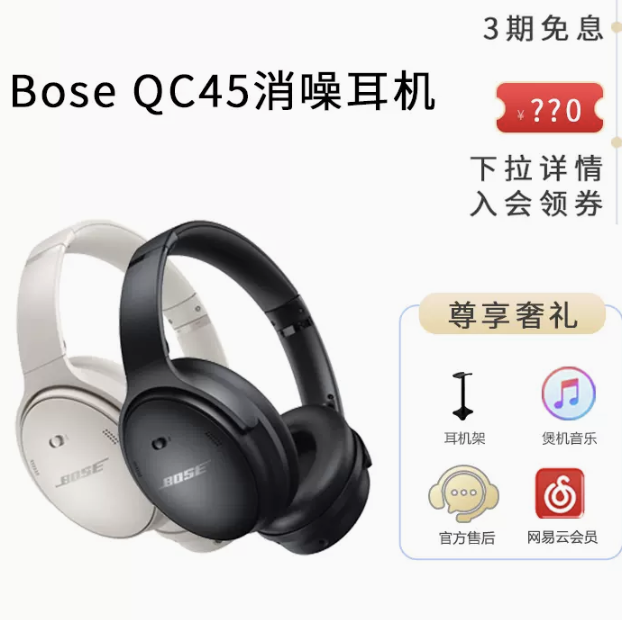 3期免息
Bose QC45消噪耳机
¥??0
下拉详情
入会领券
尊享奢礼
耳机架
煲机音乐
官方售后
网易云会员
BOSE
BOSE